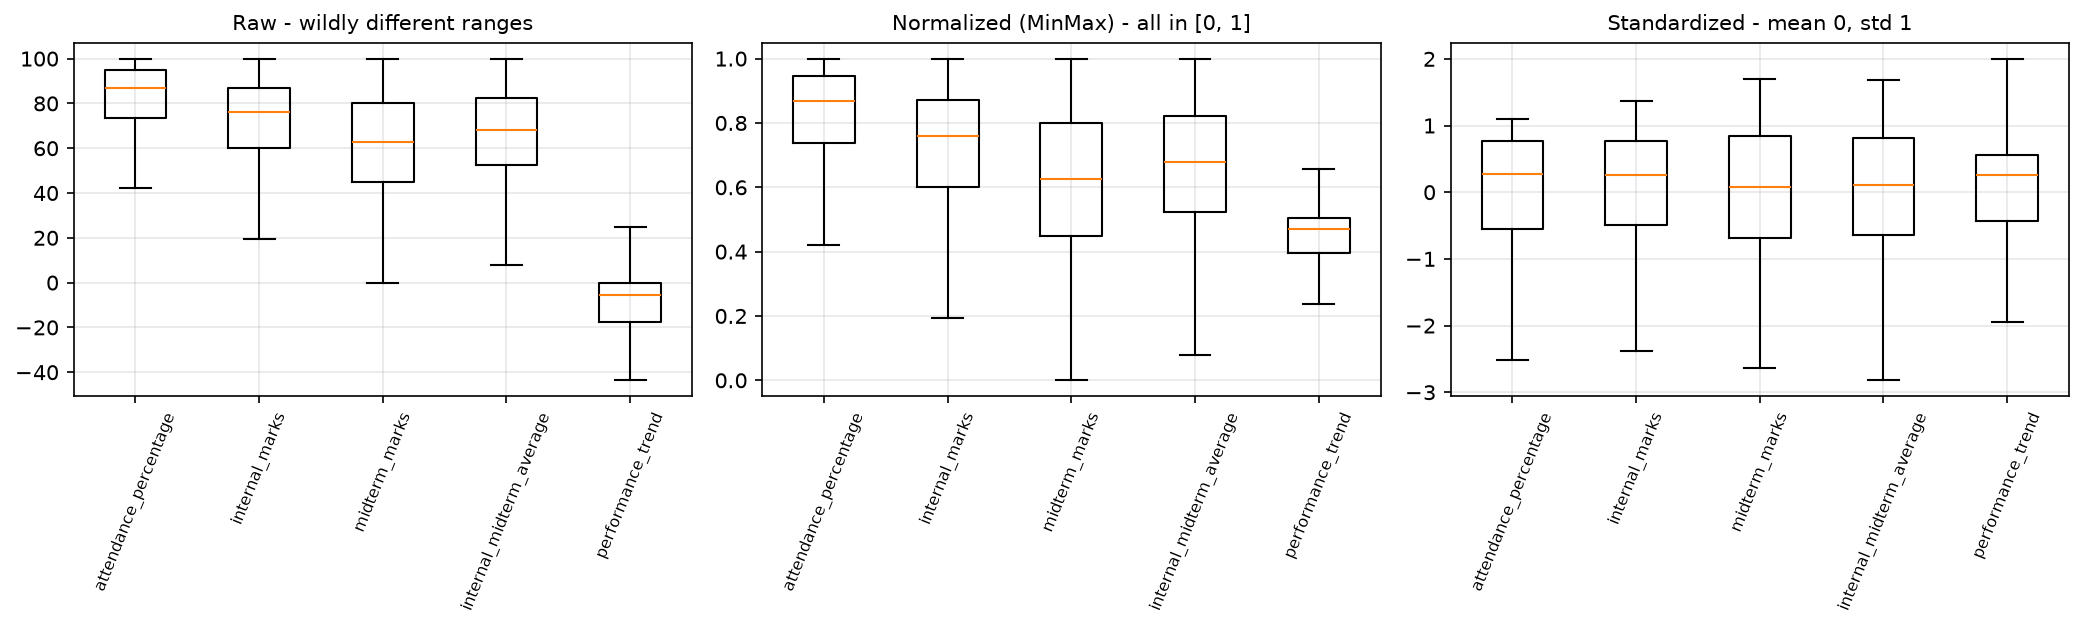 Raw - wildly different ranges
100
80
60
40
20
0
−20
−40
attendance_percentage
internal_marks
midterm_marks
internal_midterm_average
performance_trend
Normalized (MinMax) - all in [0, 1]
1.0
0.8
0.6
0.4
0.2
0.0
attendance_percentage
internal_marks
midterm_marks
internal_midterm_average
performance_trend
Standardized - mean 0, std 1
2
1
0
−1
−2
−3
attendance_percentage
internal_marks
midterm_marks
internal_midterm_average
performance_trend